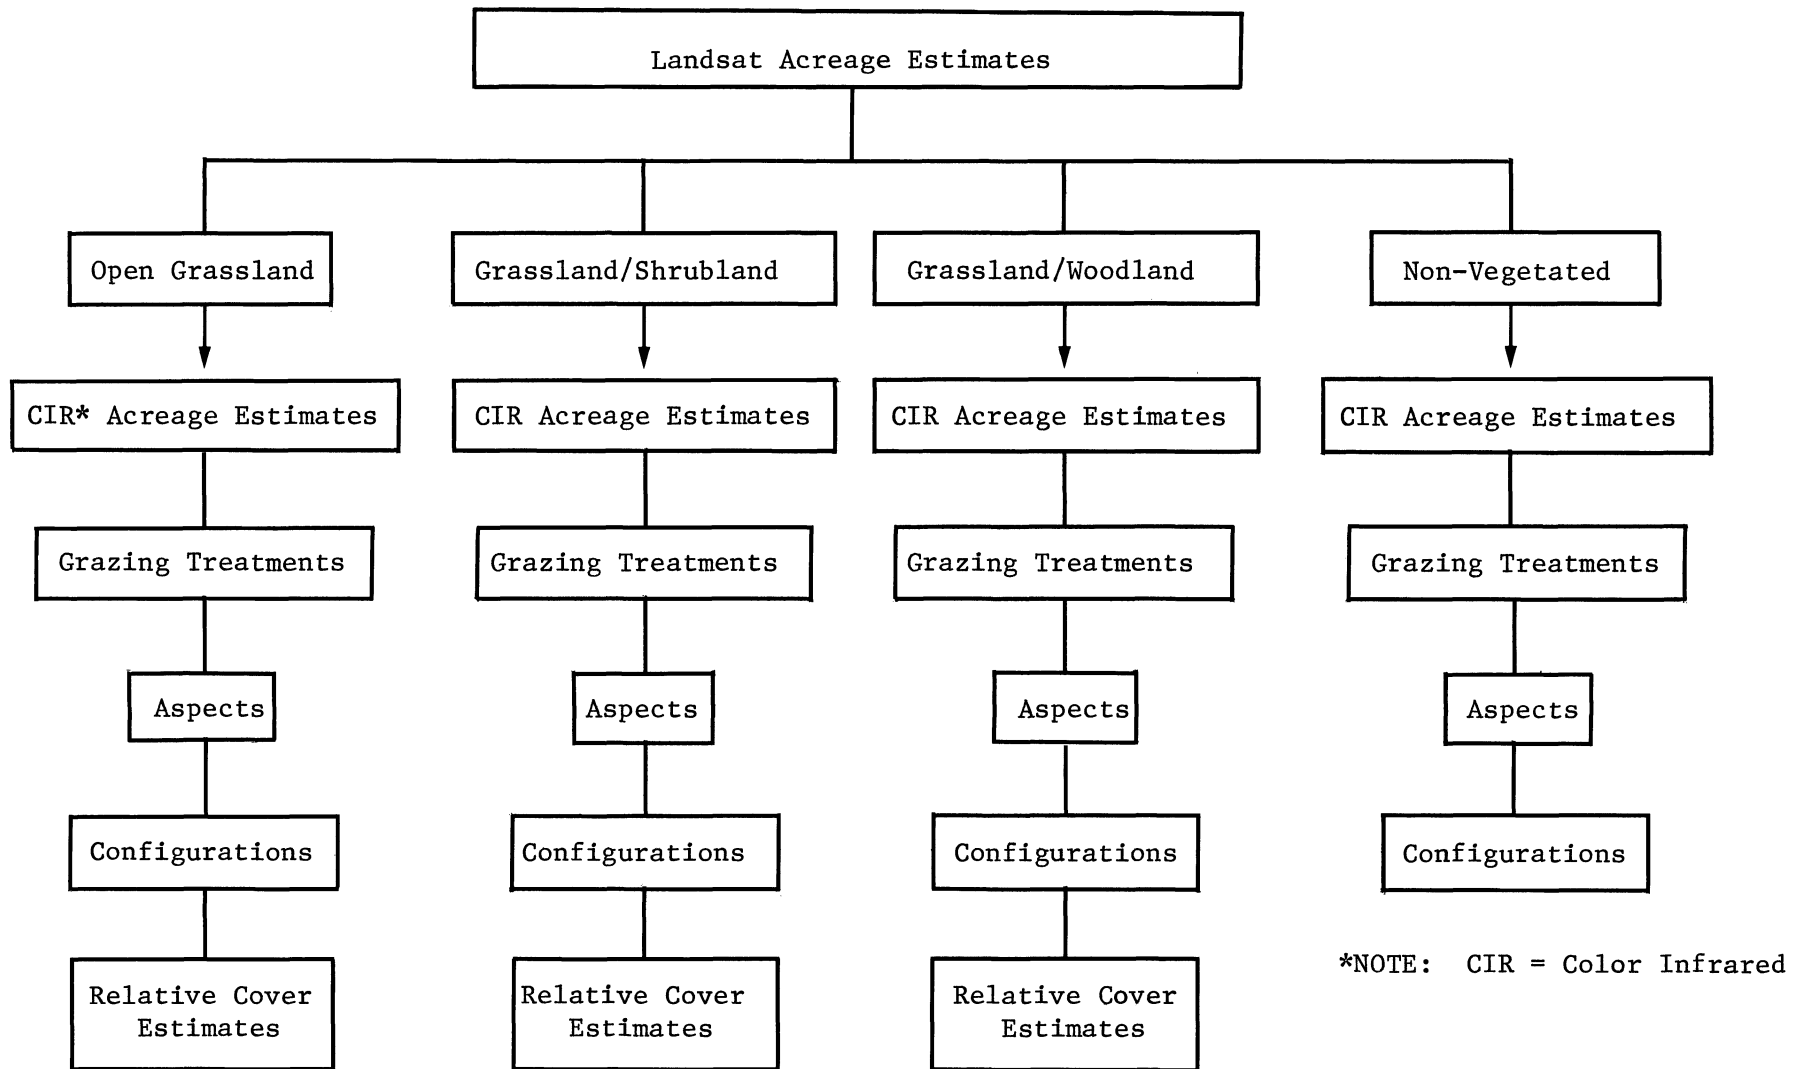 Landsat Acreage Estimates
Open Grassland
Grassland/Shrubland
Grassland/Woodland
Non-Vegetated
CIR* Acreage Estimates
CIR Acreage Estimates
CIR Acreage Estimates
CIR Acreage Estimates
Grazing Treatments
Grazing Treatments
Grazing Treatments
Grazing Treatments
Aspects
Aspects
Aspects
Aspects
Configurations
Configurations
Configurations
Configurations
Relative Cover
Estimates
Relative Cover
Estimates
Relative Cover
Estimates
*NOTE: CIR = Color Infrared